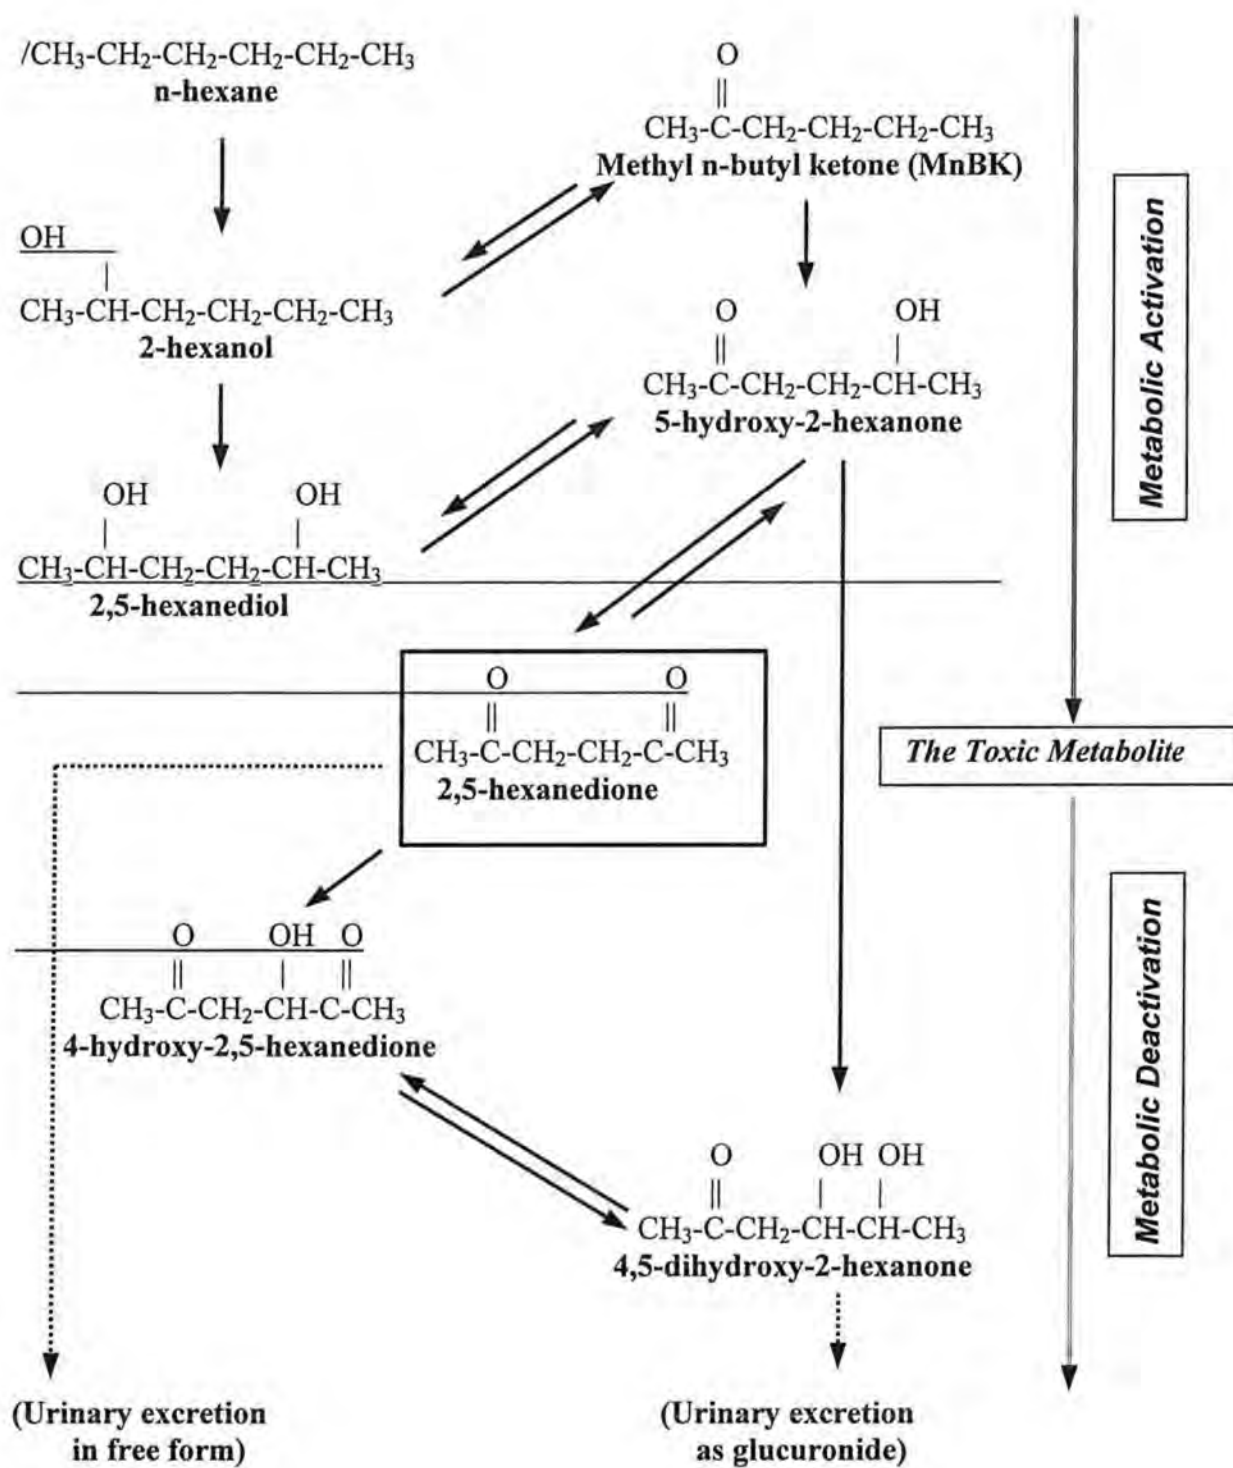 /CH₃-CH₂-CH₂-CH₂-CH₂-CH₃
n-hexane
O
||
CH₃-C-CH₂-CH₂-CH₂-CH₃
Methyl n-butyl ketone (MnBK)
OH
|
CH₃-CH-CH₂-CH₂-CH₂-CH₃
2-hexanol
O OH
|| |
CH₃-C-CH₂-CH₂-CH-CH₃
5-hydroxy-2-hexanone
OH OH
| |
CH₃-CH-CH₂-CH₂-CH-CH₃
2,5-hexanediol
O O
|| ||
CH₃-C-CH₂-CH₂-C-CH₃
2,5-hexanedione
O OH O
|| | ||
CH₃-C-CH₂-CH-C-CH₃
4-hydroxy-2,5-hexanedione
O OH OH
|| | |
CH₃-C-CH₂-CH-CH-CH₃
4,5-dihydroxy-2-hexanone
(Urinary excretion
in free form)
(Urinary excretion
as glucuronide)
Metabolic Activation
The Toxic Metabolite
Metabolic Deactivation